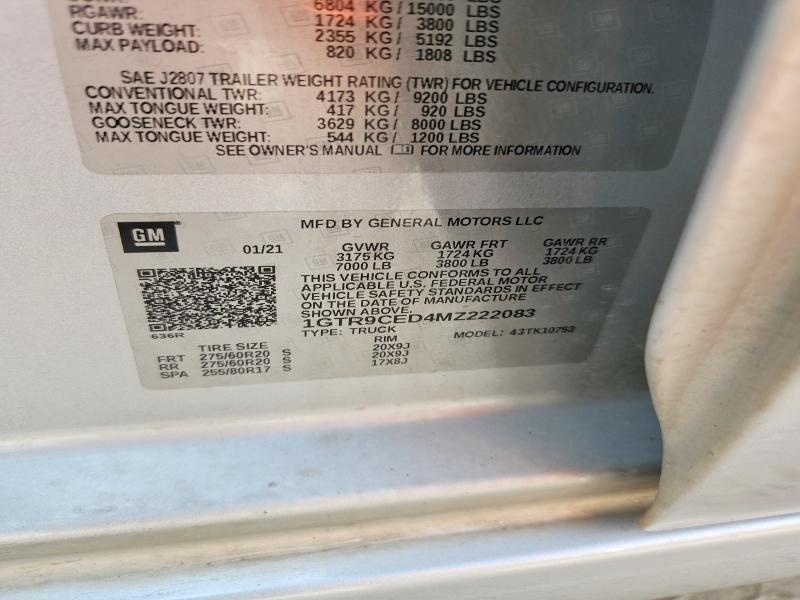 6804 KG/ 15000 LBS
RGAWR: 1724 KG / 3800 LBS
CURB WEIGHT: 2355 KG/ 5192 LBS
MAX PAYLOAD: 820 KG/ 1808 LBS
SAE J2807 TRAILER WEIGHT RATING (TWR) FOR VEHICLE CONFIGURATION.
CONVENTIONAL TWR: 4173 KG/ 9200 LBS
MAX TONGUE WEIGHT: 417 KG/ 920 LBS
GOOSENECK TWR: 3629 KG/ 8000 LBS
MAX TONGUE WEIGHT: 544 KG/ 1200 LBS
SEE OWNER'S MANUAL FOR MORE INFORMATION
GM
MFD BY GENERAL MOTORS LLC
01/21 GVWR GAWR FRT GAWR RR
3175 KG 1724 KG 1724 KG
7000 LB 3800 LB 3800 LB
THIS VEHICLE CONFORMS TO ALL
APPLICABLE U.S. FEDERAL MOTOR
VEHICLE SAFETY STANDARDS IN EFFECT
ON THE DATE OF MANUFACTURE
SHOWN ABOVE.
1GTR9CED4MZ222083
636R TYPE: TRUCK MODEL: 43TK10753
TIRE SIZE RIM
FRT 275/60R20 S 20X9J
RR 275/60R20 S 20X9J
SPA 255/80R17 S 17X8J